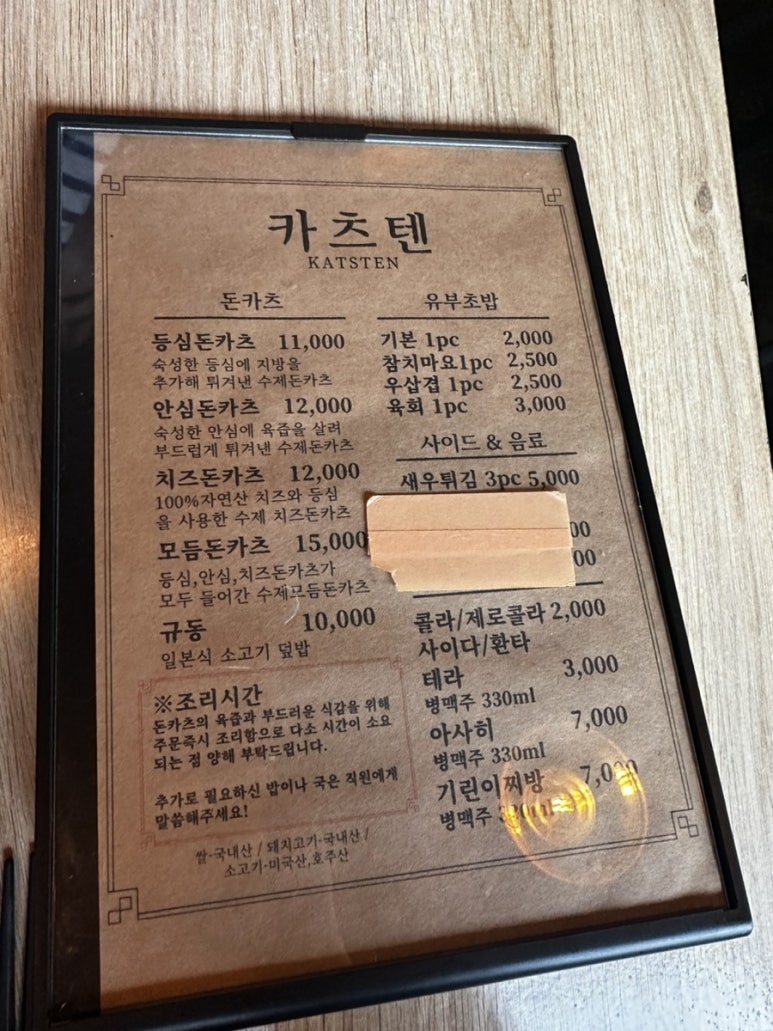 카츠텐
KATSTEN
돈카츠
등심돈카츠 11,000
숙성한 등심에 지방을
추가해 튀겨낸 수제돈카츠
안심돈카츠 12,000
숙성한 안심에 육즙을 살려
부드럽게 튀겨낸 수제돈카츠
치즈돈카츠 12,000
100%자연산 치즈와 등심
을 사용한 수제 치즈돈카츠
모듬돈카츠 15,000
등심,안심,치즈돈카츠가
모두 들어간 수제모듬돈카츠
규동 10,000
일본식 소고기 덮밥
※조리시간
돈카츠의 육즙과 부드러운 식감을 위해
주문즉시 조리함으로 다소 시간이 소요
되는 점 양해 부탁드립니다.
추가로 필요하신 밥이나 국은 직원에게
말씀해주세요!
쌀-국내산 / 돼지고기-국내산 /
소고기-미국산,호주산
유부초밥
기본 1pc 2,000
참치마요1pc 2,500
우삼겹 1pc 2,500
육회 1pc 3,000
사이드 & 음료
새우튀김 3pc 5,000
00
00
콜라/제로콜라 2,000
사이다/환타
테라 3,000
병맥주 330ml
아사히 7,000
병맥주 330ml
기린이찌방 7,000
병맥주 330ml